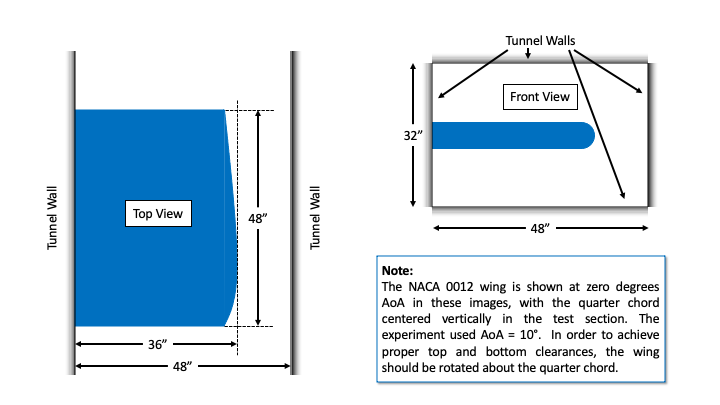 Tunnel Walls
Front View
32”
48”
Tunnel Wall
Top View
48”
Tunnel Wall
36”
48”
Note:
The NACA 0012 wing is shown at zero degrees
AoA in these images, with the quarter chord
centered vertically in the test section. The
experiment used AoA = 10°. In order to achieve
proper top and bottom clearances, the wing
should be rotated about the quarter chord.